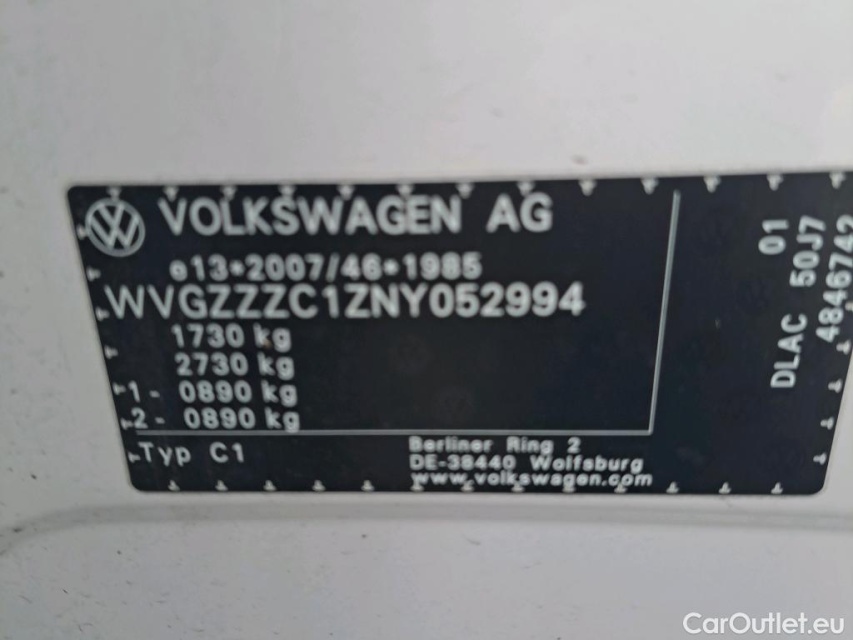 VOLKSWAGEN AG
e13*2007/46*1985
WVGZZZC1ZNY052994
1730 kg
2730 kg
1- 0890 kg
2- 0890 kg
Typ C1
Berliner Ring 2
DE-38440 Wolfsburg
www.volkswagen.com
01
DLAC 50J7
4846742
CarOutlet.eu